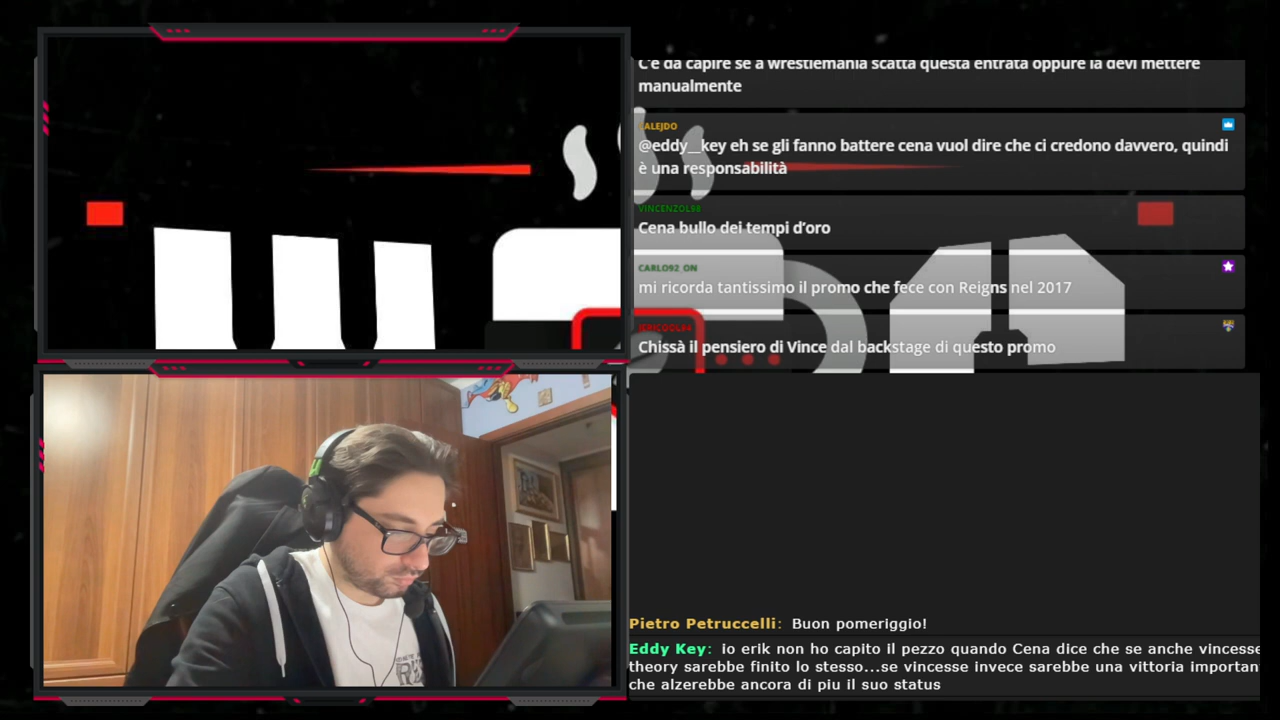 C'è da capire se a wrestlemania scatta questa entrata oppure la devi mettere
manualmente
ALEJDO
@eddy__key eh se gli fanno battere cena vuol dire che ci credono davvero, quindi
è una responsabilità
VINCENZOL98
Cena bullo dei tempi d'oro
CARLO92_ON
mi ricorda tantissimo il promo che fece con Reigns nel 2017
Chissà il pensiero di Vince dal backstage di questo promo
Pietro Petruccelli: Buon pomeriggio!
Eddy Key: io erik non ho capito il pezzo quando Cena dice che se anche vincesse
theory sarebbe finito lo stesso...se vincesse invece sarebbe una vittoria importan
che alzerebbe ancora di piu il suo status